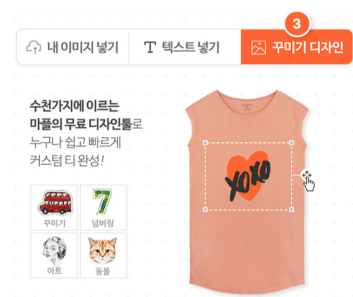 3
내 이미지 넣기
T 텍스트 넣기
꾸미기 디자인
수천가지에 이르는
마플의 무료 디자인툴로
누구나 쉽고 빠르게
커스텀 티 완성!
XOXO
7
꾸미기
넘버링
아트
동물